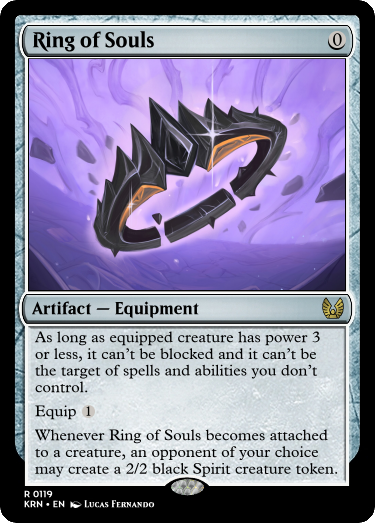 Ring of Souls 0
Artifact — Equipment
As long as equipped creature has power 3
or less, it can't be blocked and it can't be
the target of spells and abilities you don't
control.
Equip 1
Whenever Ring of Souls becomes attached
to a creature, an opponent of your choice
may create a 2/2 black Spirit creature token.
R 0119
KRN • EN Lucas Fernando